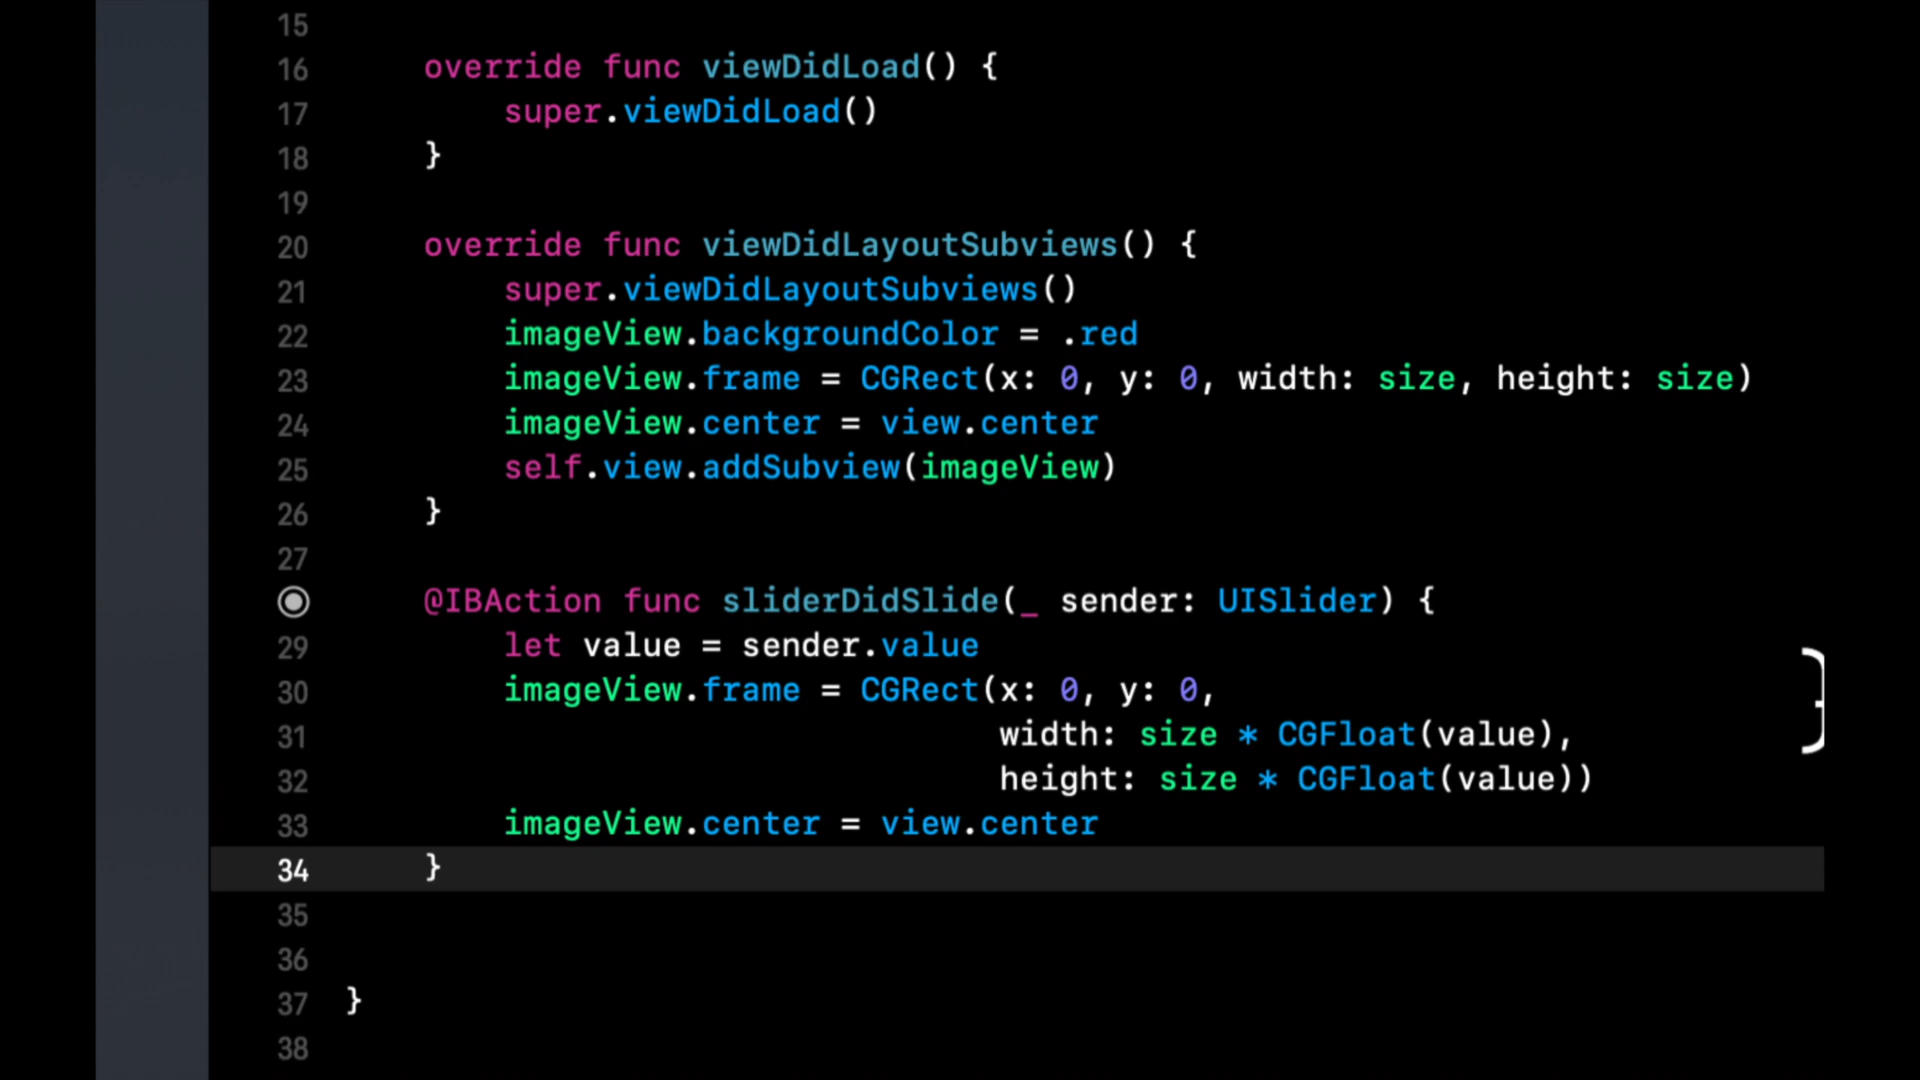 15
16 override func viewDidLoad() {
17 super.viewDidLoad()
18 }
19
20 override func viewDidLayoutSubviews() {
21 super.viewDidLayoutSubviews()
22 imageView.backgroundColor = .red
23 imageView.frame = CGRect(x: 0, y: 0, width: size, height: size)
24 imageView.center = view.center
25 self.view.addSubview(imageView)
26 }
27
@IBAction func sliderDidSlide(_ sender: UISlider) {
29 let value = sender.value
30 imageView.frame = CGRect(x: 0, y: 0,
31 width: size * CGFloat(value),
32 height: size * CGFloat(value))
33 imageView.center = view.center
34 }
35
36
37 }
38